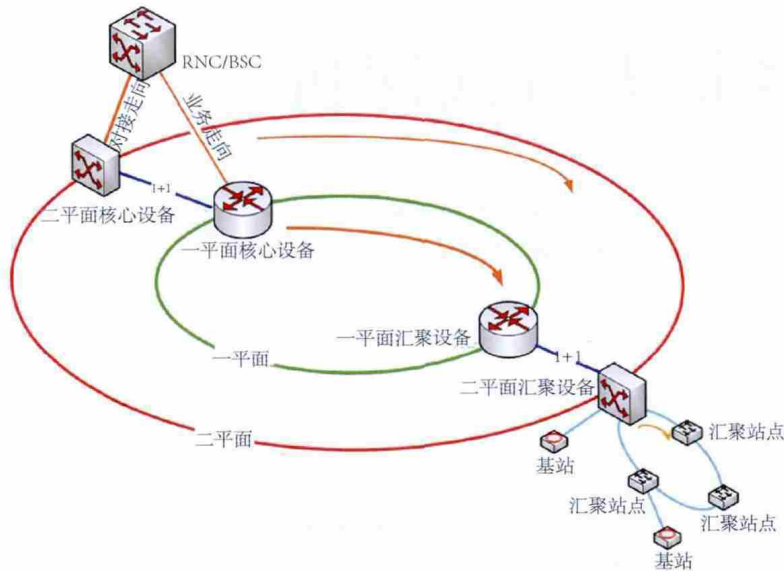 RNC/BSC
对接走向
业务走向
1+1
二平面核心设备
一平面核心设备
一平面汇聚设备
一平面
1+1
二平面汇聚设备
二平面
汇聚站点
基站
汇聚站点
汇聚站点
基站